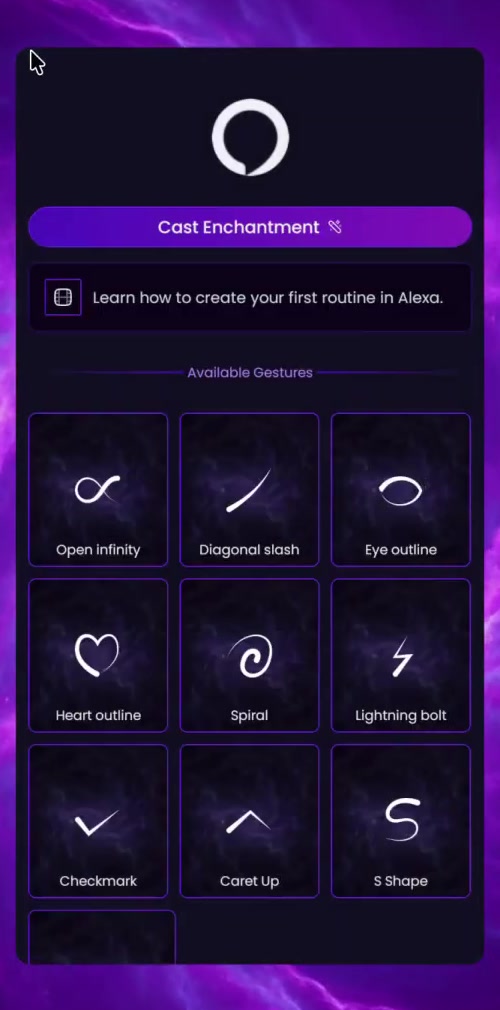 Cast Enchantment
Learn how to create your first routine in Alexa.
Available Gestures
Open infinity
Diagonal slash
Eye outline
Heart outline
Spiral
Lightning bolt
Checkmark
Caret Up
S Shape